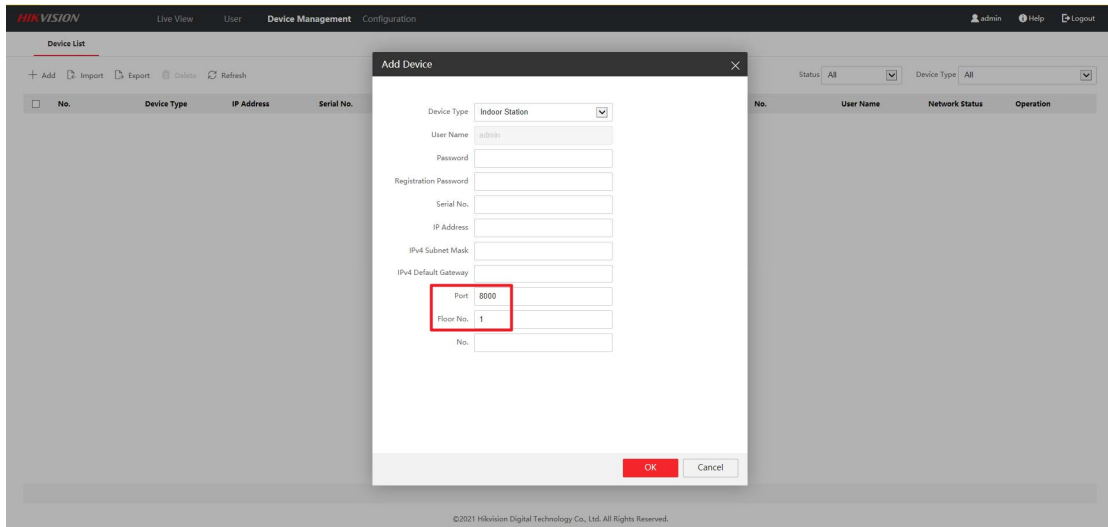 HIKVISION Live View User Device Management Configuration admin Help Logout
Device List
Add Import Export Delete Refresh Status All Device Type All
No. Device Type IP Address Serial No. No. User Name Network Status Operation
Add Device
Device Type Indoor Station
User Name admin
Password
Registration Password
Serial No.
IP Address
IPv4 Subnet Mask
IPv4 Default Gateway
Port 8000
Floor No. 1
No.
OK Cancel
©2021 Hikvision Digital Technology Co., Ltd. All Rights Reserved.